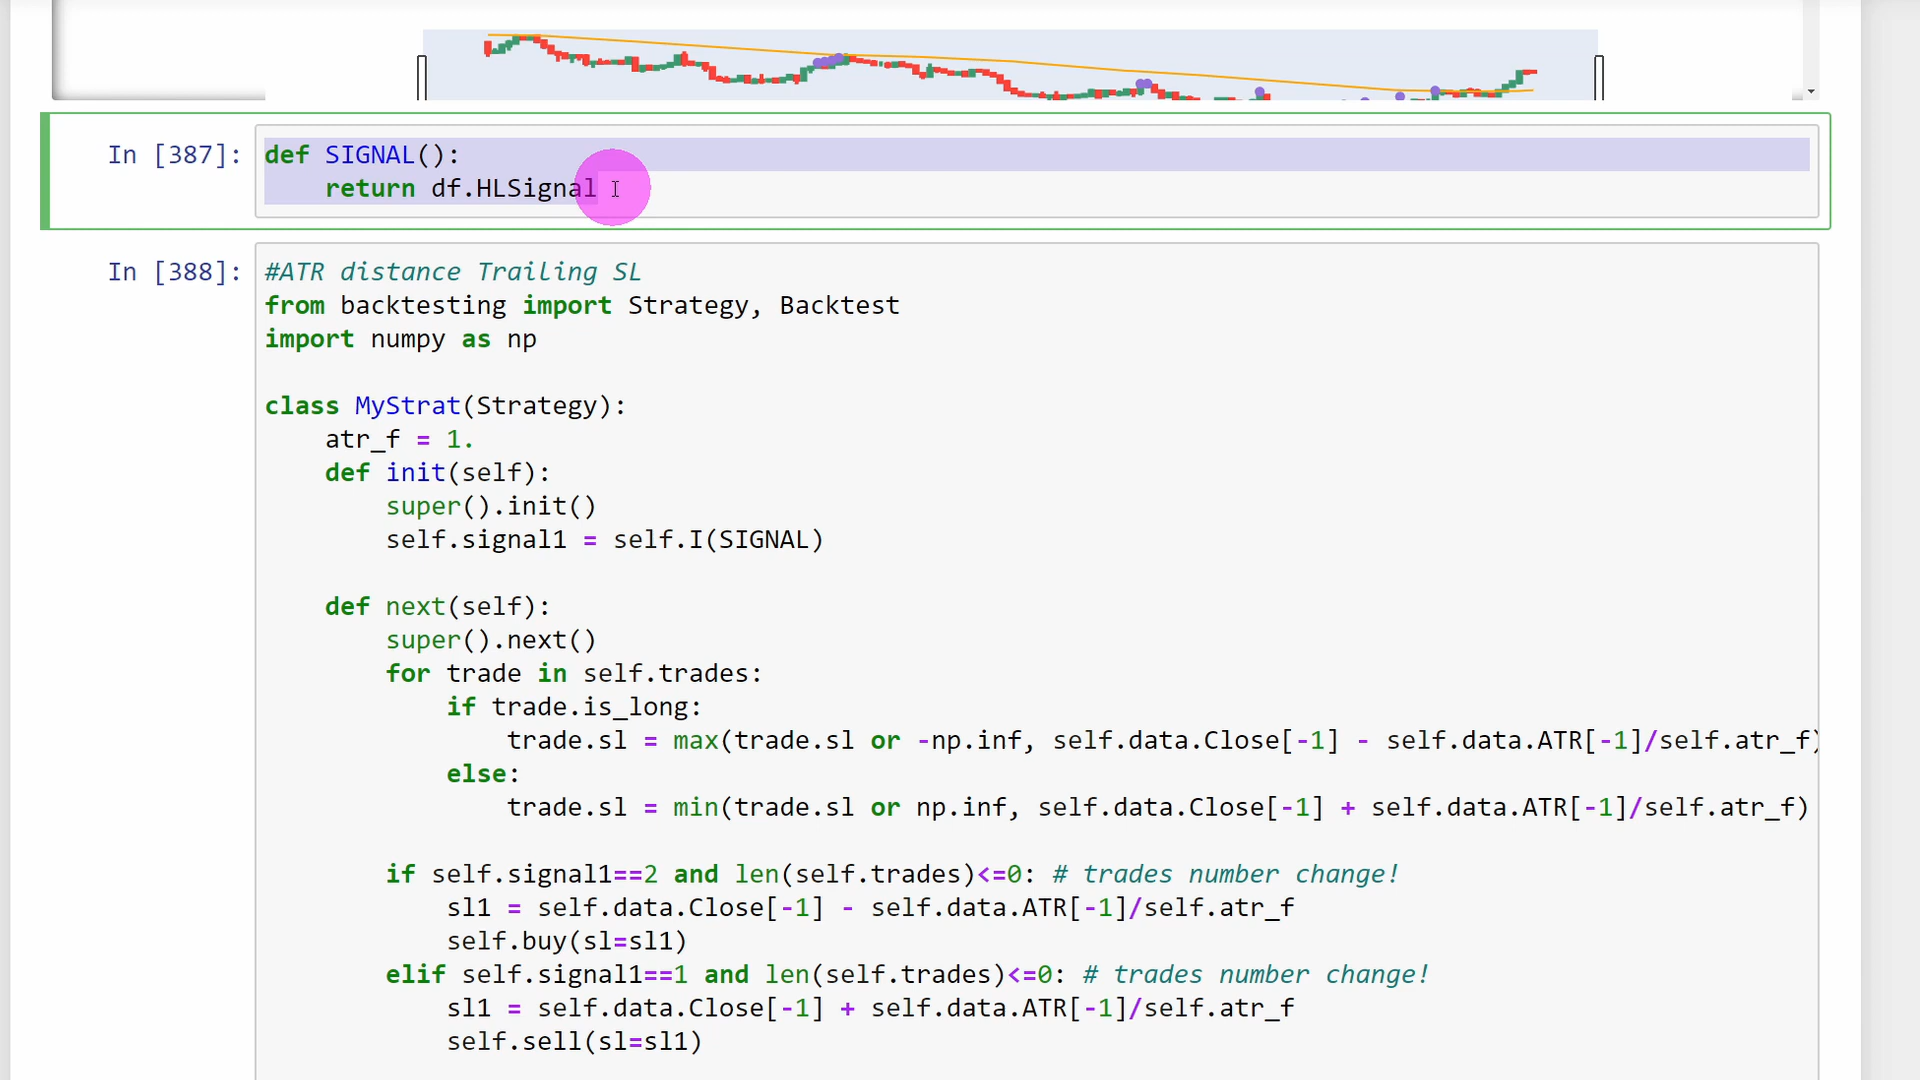 In [387]:
def SIGNAL():
    return df.HLSignal
In [388]:
#ATR distance Trailing SL
from backtesting import Strategy, Backtest
import numpy as np

class MyStrat(Strategy):
    atr_f = 1.
    def init(self):
        super().init()
        self.signal1 = self.I(SIGNAL)

    def next(self):
        super().next()
        for trade in self.trades:
            if trade.is_long:
                trade.sl = max(trade.sl or -np.inf, self.data.Close[-1] - self.data.ATR[-1]/self.atr_f)
            else:
                trade.sl = min(trade.sl or np.inf, self.data.Close[-1] + self.data.ATR[-1]/self.atr_f)

        if self.signal1==2 and len(self.trades)<=0: # trades number change!
            sl1 = self.data.Close[-1] - self.data.ATR[-1]/self.atr_f
            self.buy(sl=sl1)
        elif self.signal1==1 and len(self.trades)<=0: # trades number change!
            sl1 = self.data.Close[-1] + self.data.ATR[-1]/self.atr_f
            self.sell(sl=sl1)